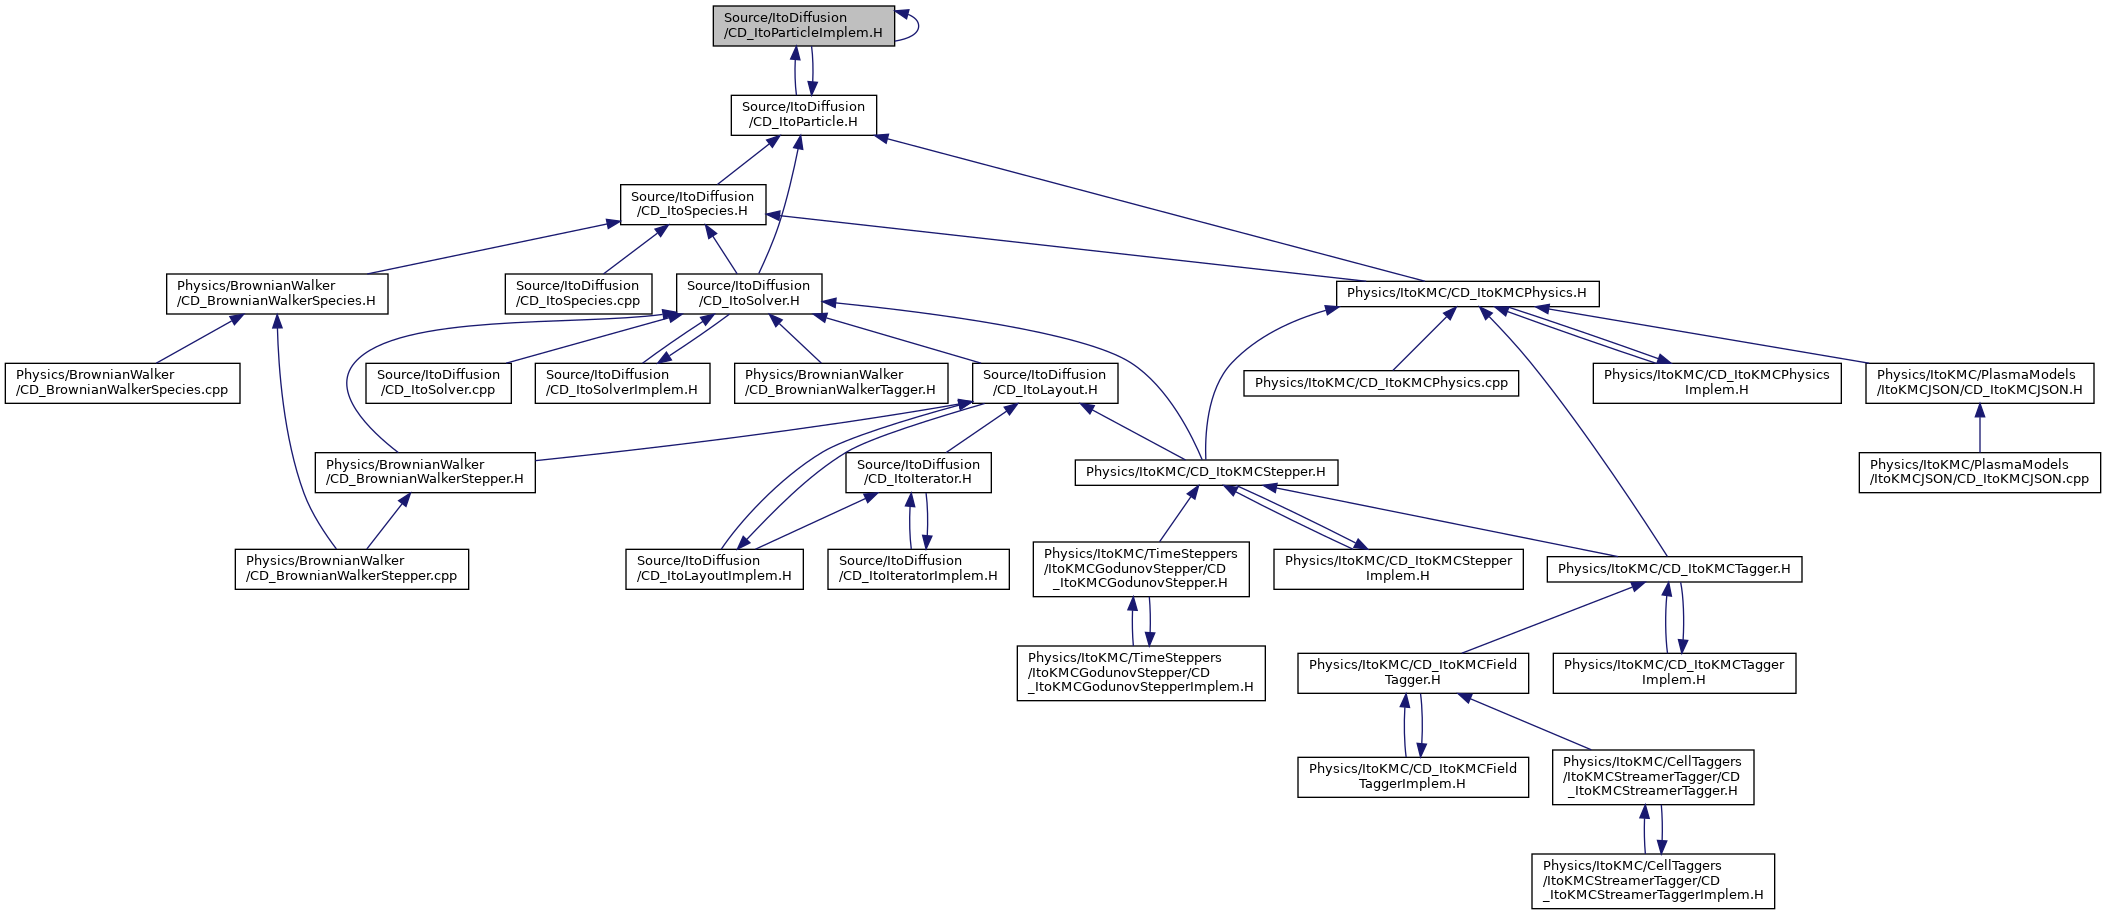 Source/ItoDiffusion
/CD_ItoParticleImplem.H
Source/ItoDiffusion
/CD_ItoParticle.H
Source/ItoDiffusion
/CD_ItoSpecies.H
Physics/BrownianWalker
/CD_BrownianWalkerSpecies.H
Source/ItoDiffusion
/CD_ItoSpecies.cpp
Source/ItoDiffusion
/CD_ItoSolver.H
Physics/ItoKMC/CD_ItoKMCPhysics.H
Physics/BrownianWalker
/CD_BrownianWalkerSpecies.cpp
Source/ItoDiffusion
/CD_ItoSolver.cpp
Source/ItoDiffusion
/CD_ItoSolverImplem.H
Physics/BrownianWalker
/CD_BrownianWalkerTagger.H
Source/ItoDiffusion
/CD_ItoLayout.H
Physics/ItoKMC/CD_ItoKMCPhysics.cpp
Physics/ItoKMC/CD_ItoKMCPhysics
Implem.H
Physics/ItoKMC/PlasmaModels
/ItoKMCJSON/CD_ItoKMCJSON.H
Physics/BrownianWalker
/CD_BrownianWalkerStepper.H
Source/ItoDiffusion
/CD_ItoIterator.H
Physics/ItoKMC/CD_ItoKMCStepper.H
Physics/ItoKMC/PlasmaModels
/ItoKMCJSON/CD_ItoKMCJSON.cpp
Physics/BrownianWalker
/CD_BrownianWalkerStepper.cpp
Source/ItoDiffusion
/CD_ItoLayoutImplem.H
Source/ItoDiffusion
/CD_ItoIteratorImplem.H
Physics/ItoKMC/TimeSteppers
/ItoKMCGodunovStepper/CD
_ItoKMCGodunovStepper.H
Physics/ItoKMC/CD_ItoKMCStepper
Implem.H
Physics/ItoKMC/CD_ItoKMCTagger.H
Physics/ItoKMC/TimeSteppers
/ItoKMCGodunovStepper/CD
_ItoKMCGodunovStepperImplem.H
Physics/ItoKMC/CD_ItoKMCField
Tagger.H
Physics/ItoKMC/CD_ItoKMCTagger
Implem.H
Physics/ItoKMC/CD_ItoKMCField
TaggerImplem.H
Physics/ItoKMC/CellTaggers
/ItoKMCStreamerTagger/CD
_ItoKMCStreamerTagger.H
Physics/ItoKMC/CellTaggers
/ItoKMCStreamerTagger/CD
_ItoKMCStreamerTaggerImplem.H